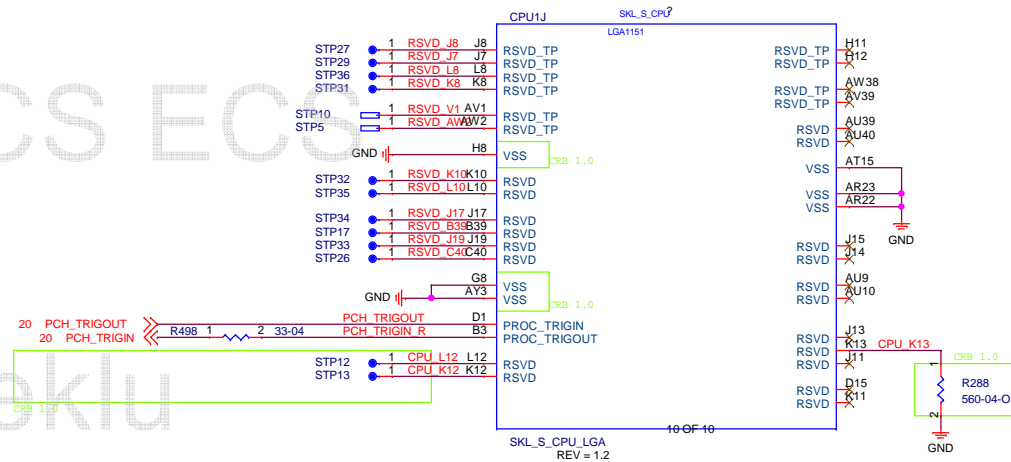 CPU1J
SKL_S_CPU
?
LGA1151
STP27 1 RSVD_J8 J8 RSVD_TP
STP29 1 RSVD_J7 J7 RSVD_TP
STP36 1 RSVD_L8 L8 RSVD_TP
STP31 1 RSVD_K8 K8 RSVD_TP
STP10 1 RSVD_V1 AV1 RSVD_TP
STP5 1 RSVD_AW2 AW2 RSVD_TP
GND H8 VSS
CRB 1.0
STP32 1 RSVD_K10 K10 RSVD
STP35 1 RSVD_L10 L10 RSVD
STP34 1 RSVD_J17 J17 RSVD
STP17 1 RSVD_B39 B39 RSVD
STP33 1 RSVD_J19 J19 RSVD
STP26 1 RSVD_C40 C40 RSVD
G8 VSS
GND AY3 VSS
CRB 1.0
20 PCH_TRIGOUT PCH_TRIGOUT D1 PROC_TRIGIN
20 PCH_TRIGIN R498 1 2 33-04 PCH_TRIGIN_R B3 PROC_TRIGOUT
STP12 1 CPU_L12 L12 RSVD
STP13 1 CPU_K12 K12 RSVD
CRB 1.0
RSVD_TP H11
RSVD_TP H12
RSVD_TP AW38
RSVD_TP AV39
RSVD AU39
RSVD AU40
VSS AT15
VSS AR23
VSS AR22
GND
RSVD J15
RSVD J14
RSVD AU9
RSVD AU10
RSVD J13
RSVD K13 CPU_K13
RSVD J11
RSVD D15
RSVD K11
CRB 1.0
1
R288
560-04-O
2
GND
10 OF 10
SKL_S_CPU_LGA
REV = 1.2
CS ECS
oklu